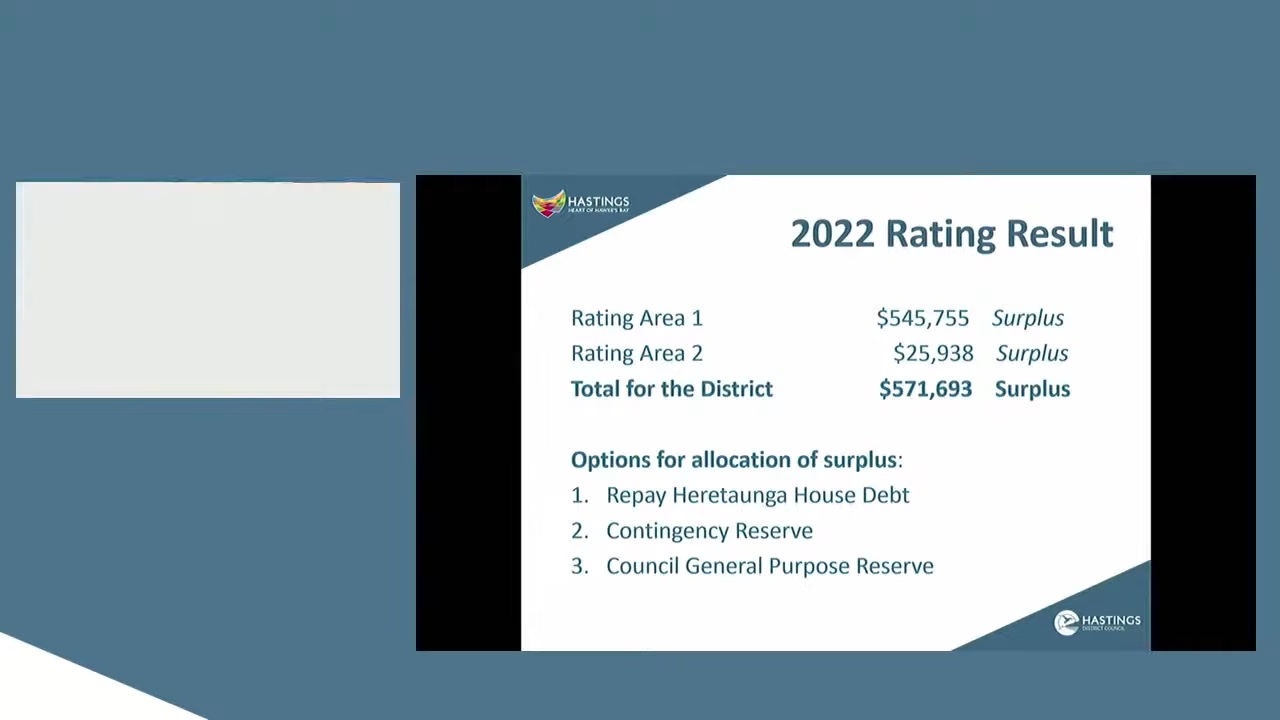 HASTINGS
HEART OF HAWKE'S BAY
2022 Rating Result
Rating Area 1 $545,755 Surplus
Rating Area 2 $25,938 Surplus
Total for the District $571,693 Surplus
Options for allocation of surplus:
1. Repay Heretaunga House Debt
2. Contingency Reserve
3. Council General Purpose Reserve
HASTINGS
DISTRICT COUNCIL